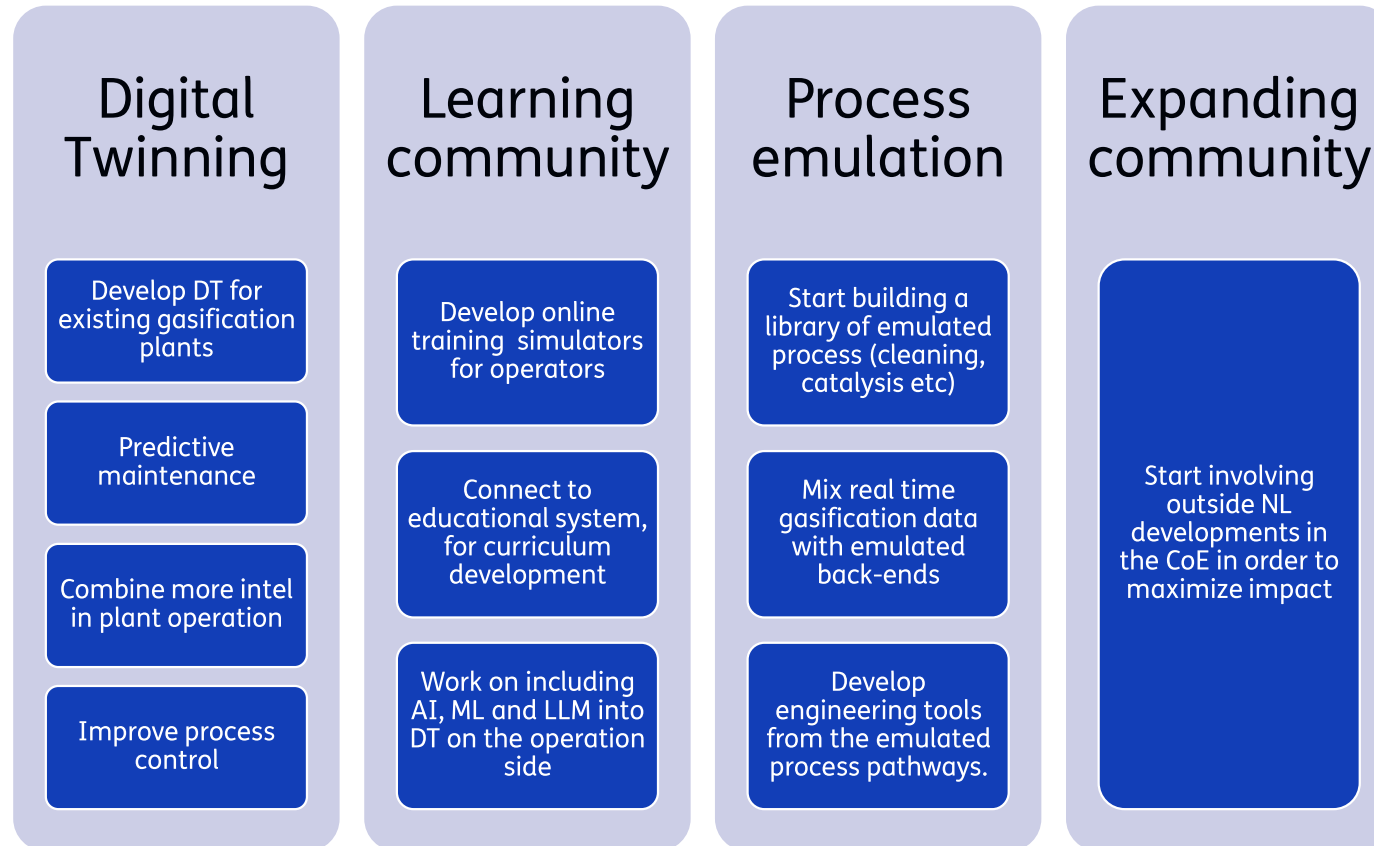 Digital
Twinning
Develop DT for
existing gasification
plants
Predictive
maintenance
Combine more intel
in plant operation
Improve process
control
Learning
community
Develop online
training  simulators
for operators
Connect to
educational system,
for curriculum
development
Work on including
AI, ML and LLM into
DT on the operation
side
Process
emulation
Start building a
library of emulated
process (cleaning,
catalysis etc)
Mix real time
gasification data
with emulated
back-ends
Develop
engineering tools
from the emulated
process pathways.
Expanding
community
Start involving
outside NL
developments in
the CoE in order to
maximize impact